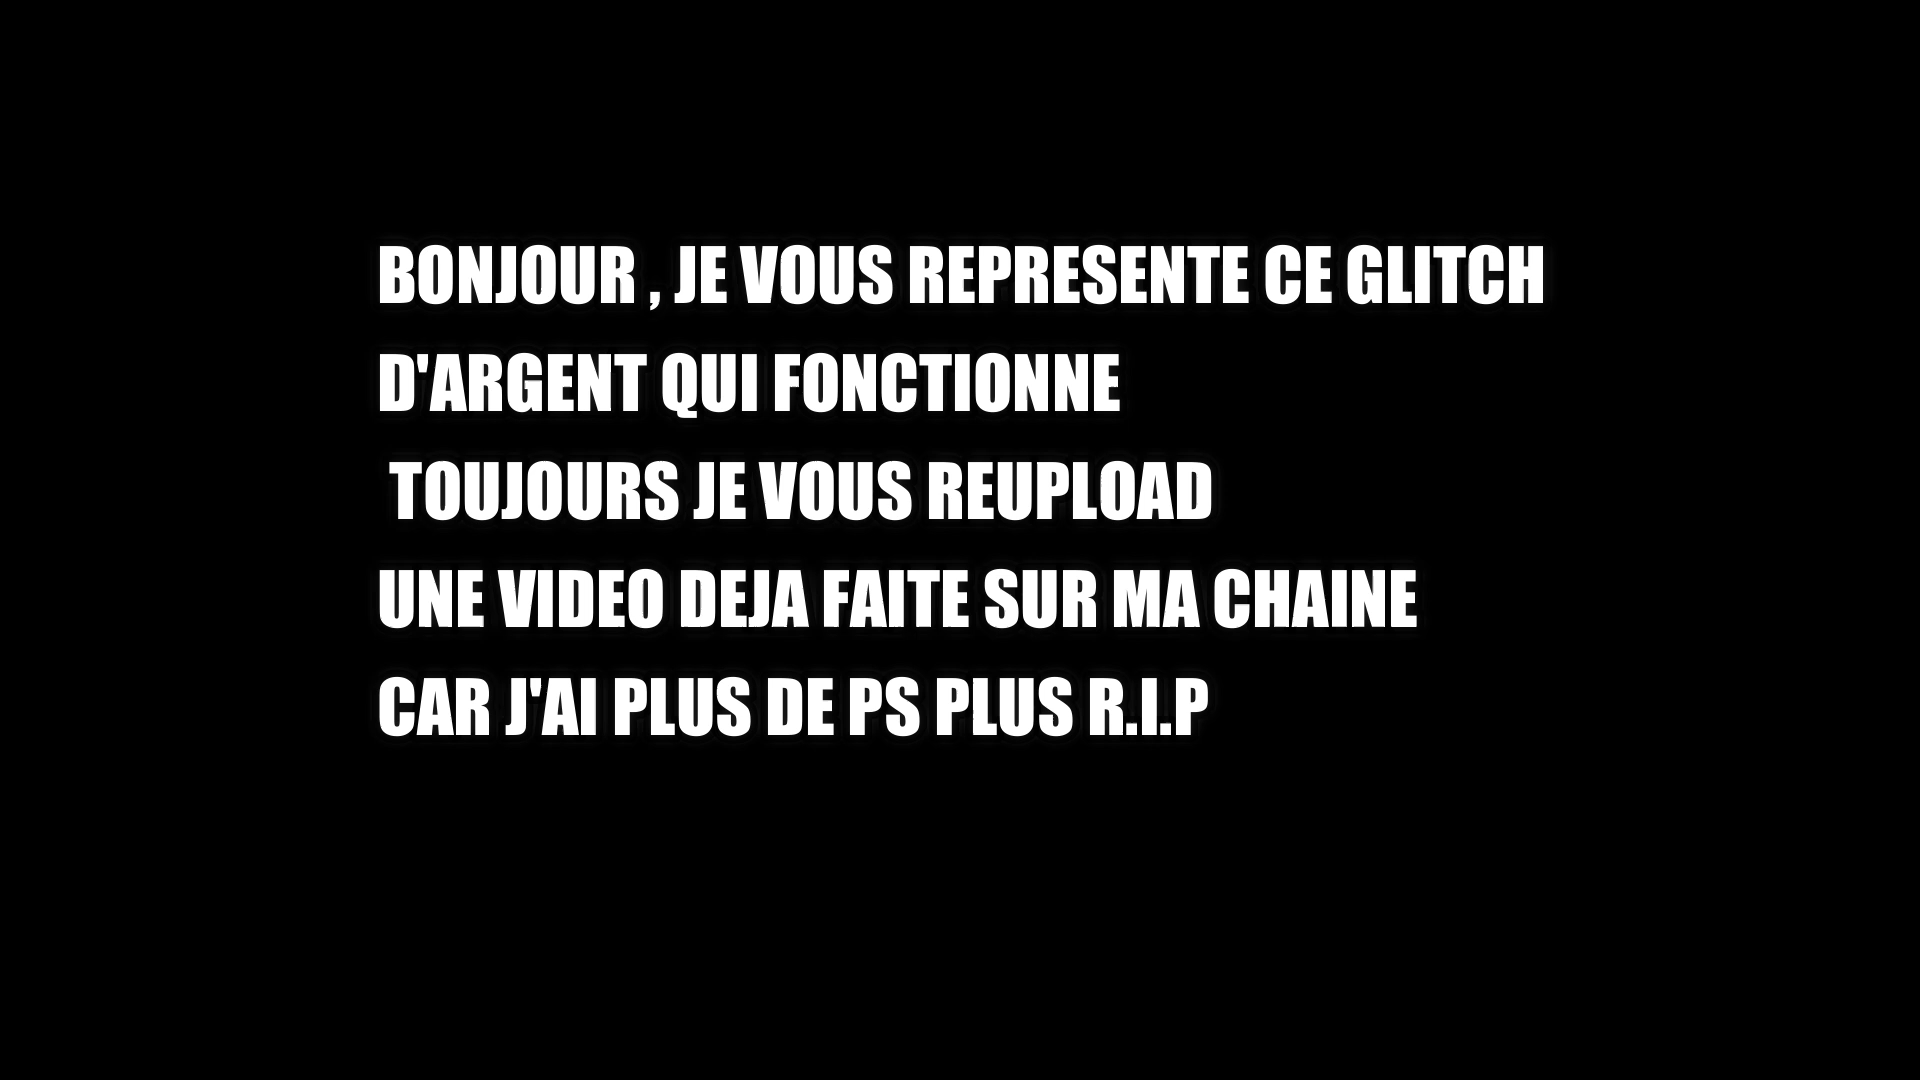 BONJOUR , JE VOUS REPRESENTE CE GLITCH
D'ARGENT QUI FONCTIONNE
TOUJOURS JE VOUS REUPLOAD
UNE VIDEO DEJA FAITE SUR MA CHAINE
CAR J'AI PLUS DE PS PLUS R.I.P